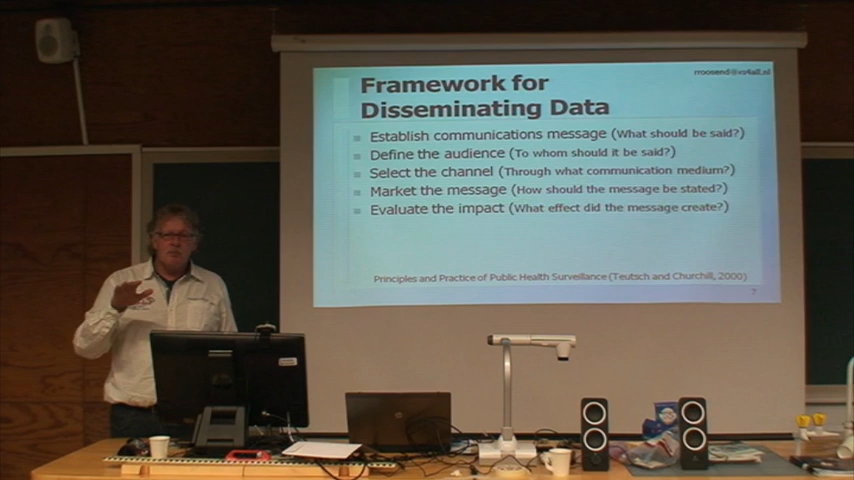 rroosend@xs4all.nl
Framework for
Disseminating Data
Establish communications message (What should be said?)
Define the audience (To whom should it be said?)
Select the channel (Through what communication medium?)
Market the message (How should the message be stated?)
Evaluate the impact (What effect did the message create?)
Principles and Practice of Public Health Surveillance (Teutsch and Churchill, 2000)
7
hp